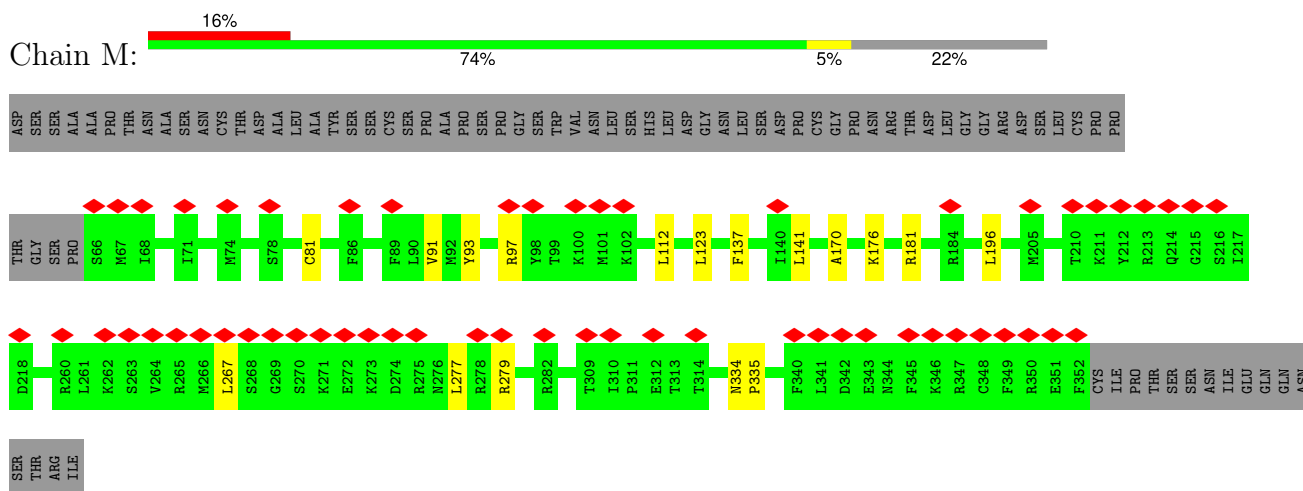 16%
Chain M:
74% 5% 22%
ASP SER SER ALA ALA PRO THR ASN ALA SER ASN CYS THR ASP ALA LEU ALA TYR SER SER CYS SER PRO ALA PRO SER PRO GLY SER TRP VAL ASN LEU SER HIS LEU ASP GLY ASN LEU SER ASP PRO CYS GLY PRO ASN ARG THR ASP LEU GLY GLY ARG ASP SER LEU CYS PRO PRO
THR GLY SER PRO S66 M67 I68 I71 M74 S78 C81 F86 F89 L90 V91 M92 Y93 R97 Y98 T99 K100 M101 K102 L112 L123 F137 I140 L141 A170 K176 R181 R184 L196 M205 T210 K211 Y212 R213 Q214 G215 S216 I217
D218 R260 L261 K262 S263 V264 R265 M266 L267 S268 G269 S270 K271 E272 K273 D274 R275 N276 L277 R278 R279 R282 T309 I310 P311 E312 T313 T314 N334 P335 F340 L341 D342 E343 N344 F345 K346 R347 C348 F349 R350 E351 F352 CYS ILE PRO THR SER SER ASN ILE GLU GLN GLN ASN
SER THR ARG ILE